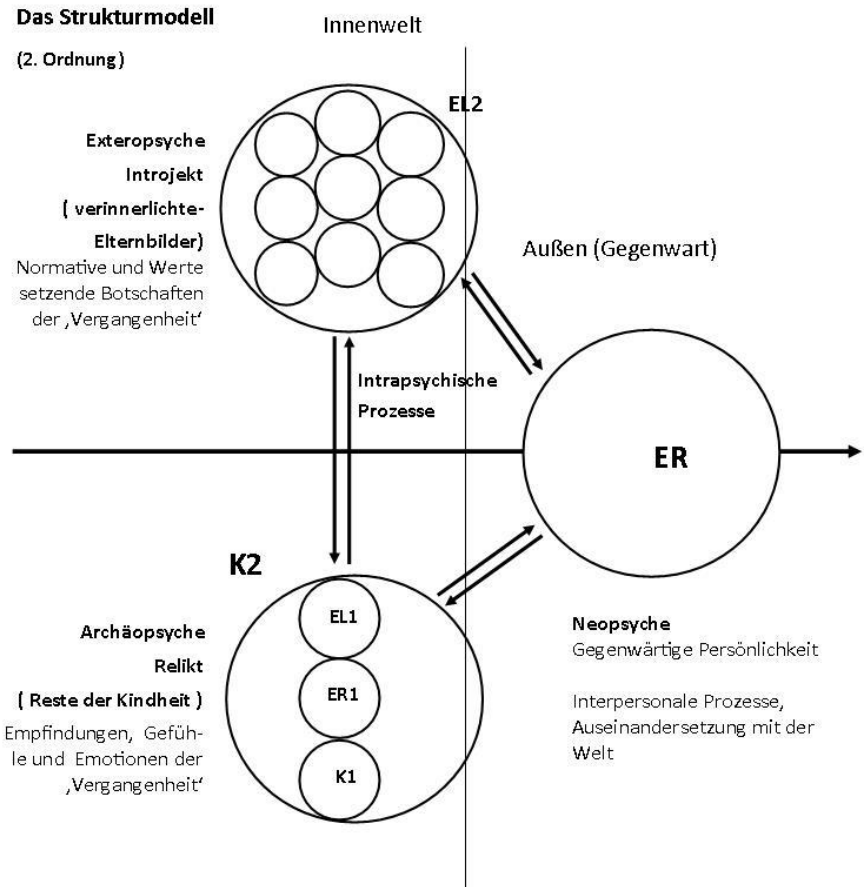 Das Strukturmodell
(2. Ordnung)
Innenwelt
EL2
Exteropsyche
Introjekt
( verinnerlichte-
Elternbilder)
Normative und Werte
setzende Botschaften
der ‚Vergangenheit‘
Außen (Gegenwart)
Intrapsychische
Prozesse
ER
K2
EL1
ER1
K1
Archäopsyche
Relikt
( Reste der Kindheit )
Empfindungen, Gefüh-
le und Emotionen der
‚Vergangenheit‘
Neopsyche
Gegenwärtige Persönlichkeit
Interpersonale Prozesse,
Auseinandersetzung mit der
Welt